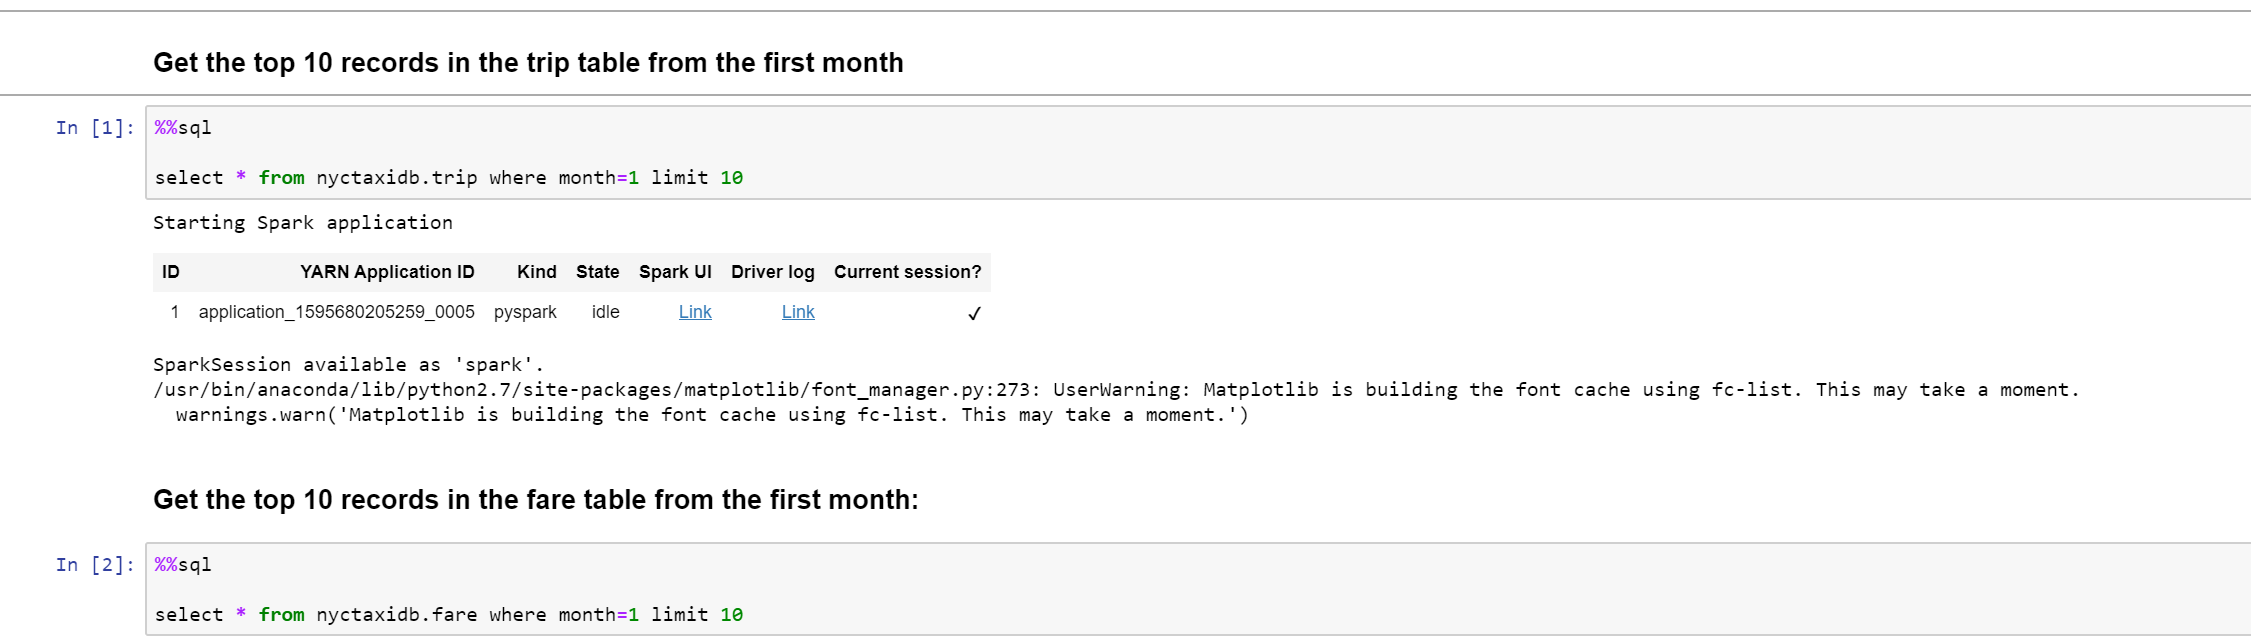 Get the top 10 records in the trip table from the first month
In [1]: %%sql
select * from nyctaxidb.trip where month=1 limit 10
Starting Spark application
ID YARN Application ID Kind State Spark UI Driver log Current session?
1 application_1595680205259_0005 pyspark idle Link Link ✓
SparkSession available as 'spark'.
/usr/bin/anaconda/lib/python2.7/site-packages/matplotlib/font_manager.py:273: UserWarning: Matplotlib is building the font cache using fc-list. This may take a moment.
  warnings.warn('Matplotlib is building the font cache using fc-list. This may take a moment.')
Get the top 10 records in the fare table from the first month:
In [2]: %%sql
select * from nyctaxidb.fare where month=1 limit 10